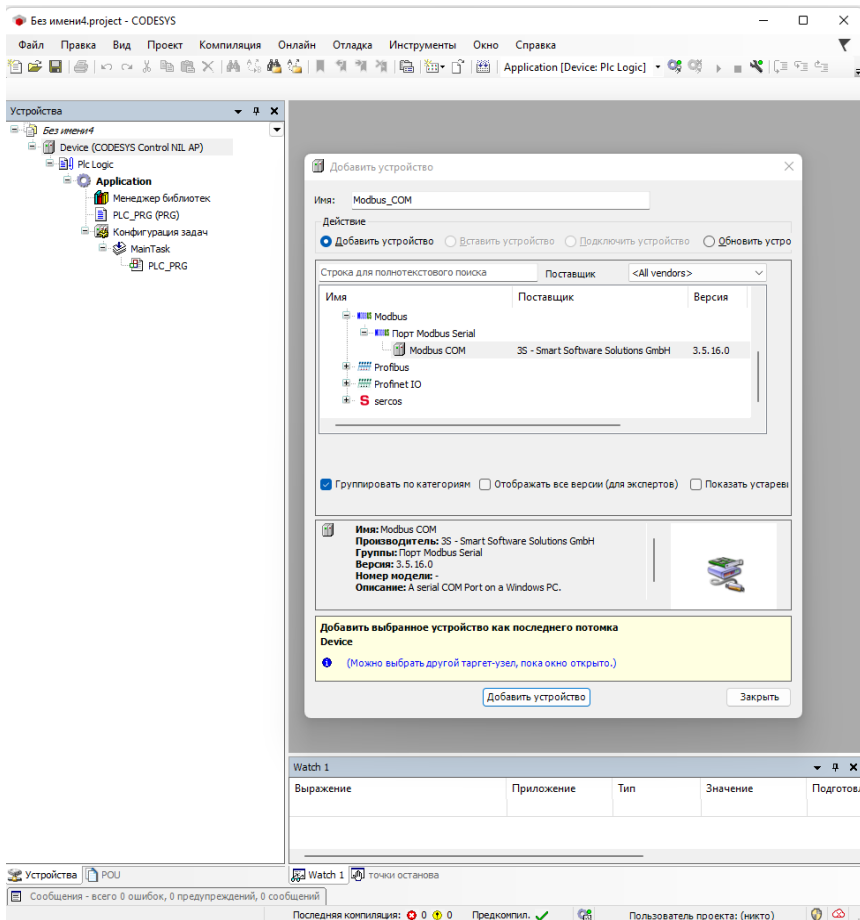 Без имени4.project - CODESYS
Файл Правка Вид Проект Компиляция Онлайн Отладка Инструменты Окно Справка
Application [Device: Plc Logic]
Устройства
Без имени4
Device (CODESYS Control NIL AP)
Plc Logic
Application
Менеджер библиотек
PLC_PRG (PRG)
Конфигурация задач
MainTask
PLC_PRG
Добавить устройство
Имя: Modbus_COM
Действие
Добавить устройство Вставить устройство Подключить устройство Обновить устро
Строка для полнотекстового поиска Поставщик <All vendors>
Имя Поставщик Версия
Modbus
Порт Modbus Serial
Modbus COM 3S - Smart Software Solutions GmbH 3.5.16.0
Profibus
Profinet IO
sercos
Группировать по категориям Отображать все версии (для экспертов) Показать устареві
Имя: Modbus COM
Производитель: 3S - Smart Software Solutions GmbH
Группы: Порт Modbus Serial
Версия: 3.5.16.0
Номер модели: -
Описание: A serial COM Port on a Windows PC.
Добавить выбранное устройство как последнего потомка
Device
(Можно выбрать другой таргет-узел, пока окно открыто.)
Добавить устройство Закрыть
Watch 1
Выражение Приложение Тип Значение Подготовл
Устройства POU Watch 1 точки останова
Сообщения - всего 0 ошибок, 0 предупреждений, 0 сообщений
Последняя компиляция: 0 0 Предкомпил. Пользователь проекта: (никто)